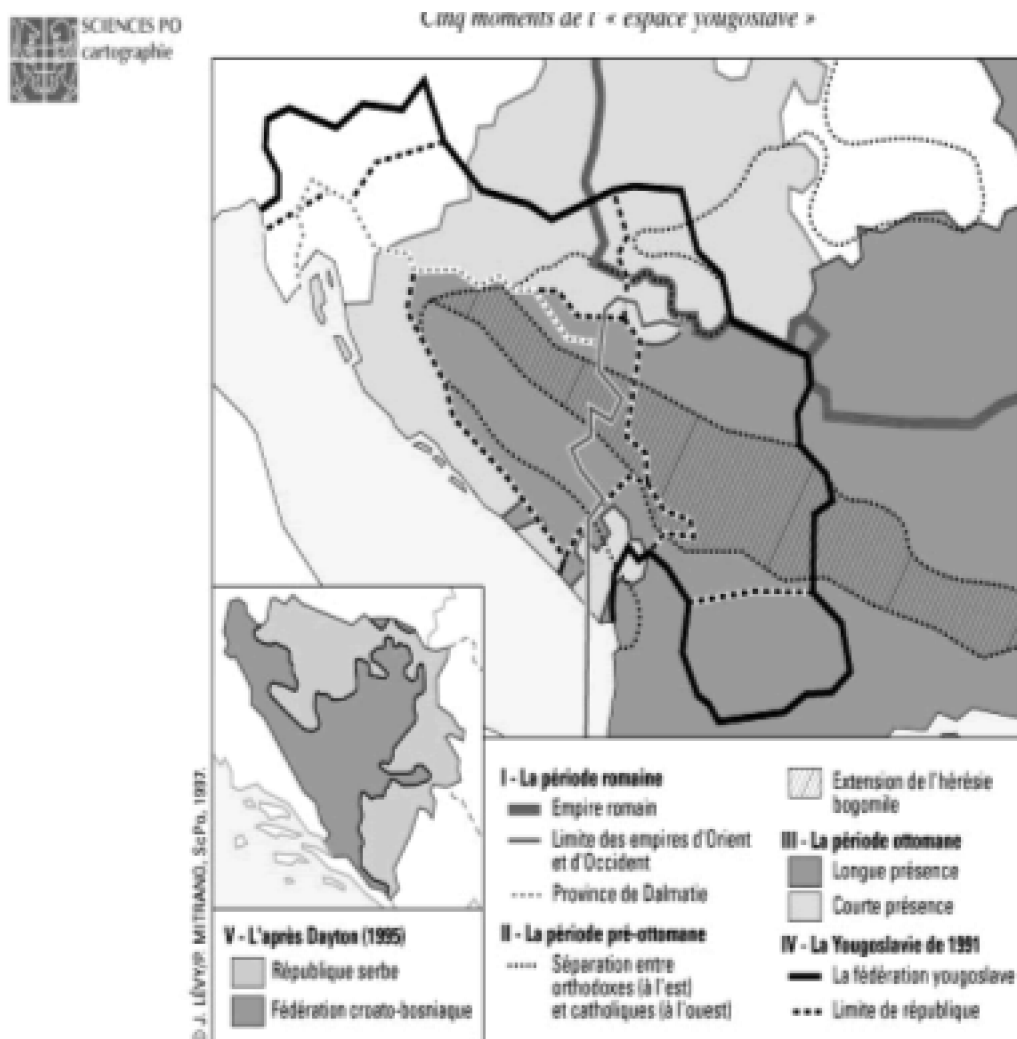 SCIENCES PO
cartographie
Cinq moments de l' « espace yougoslave »
I - La période romaine
Empire romain
Limite des empires d'Orient
et d'Occident
Province de Dalmatie
II - La période pré-ottomane
Séparation entre
orthodoxes (à l'est)
et catholiques (à l'ouest)
Extension de l'hérésie
bogomile
III - La période ottomane
Longue présence
Courte présence
IV - La Yougoslavie de 1991
La fédération yougoslave
Limite de république
V - L'après Dayton (1995)
République serbe
Fédération croato-bosniaque
J. LÉVY/P. MITRANO, ScPo, 1997.